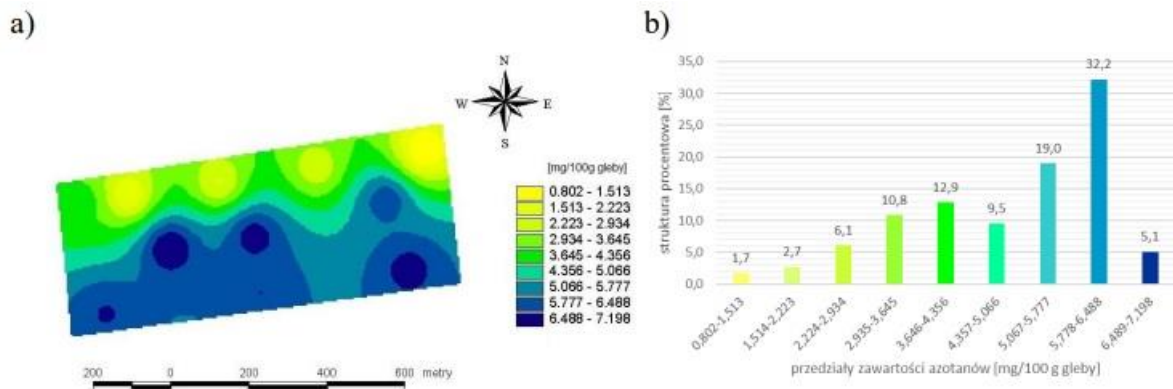 a)
N
W E
S
[mg/100g gleby]
0.802 - 1.513
1.513 - 2.223
2.223 - 2.934
2.934 - 3.645
3.645 - 4.356
4.356 - 5.066
5.066 - 5.777
5.777 - 6.488
6.488 - 7.198
200 0 200 400 600 metry
b)
struktura procentowa [%]
35,0
30,0
25,0
20,0
15,0
10,0
5,0
0,0
1,7
2,7
6,1
10,8
12,9
9,5
19,0
32,2
5,1
0,802-1,513
1,514-2,223
2,224-2,934
2,935-3,645
3,646-4,356
4,357-5,066
5,067-5,777
5,778-6,488
6,489-7,198
przedziały zawartości azotanów [mg/100 g gleby]